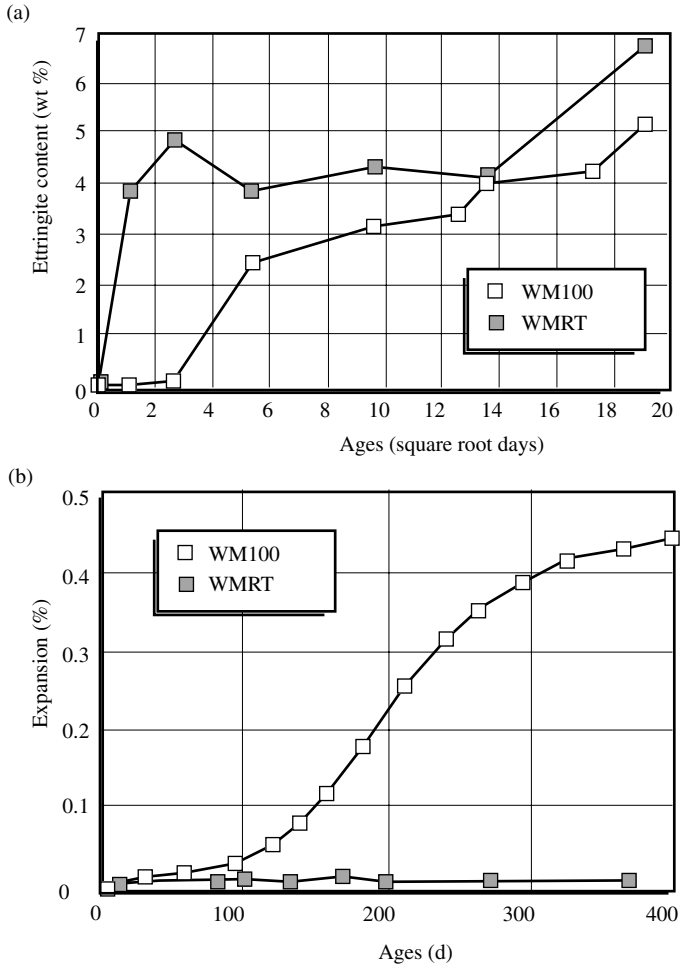 (a)
7
6
5
4
3
2
1
0
Ettringite content (wt %)
WM100
WMRT
0 2 4 6 8 10 12 14 16 18 20
Ages (square root days)
(b)
0.5
0.4
0.3
0.2
0.1
0
Expansion (%)
WM100
WMRT
0 100 200 300 400
Ages (d)